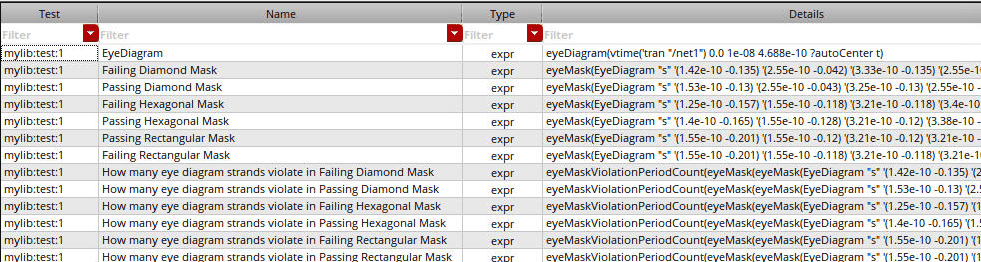 Test Name Type Details
Filter Filter Filter Filter
mylib:test:1 EyeDiagram expr eyeDiagram(vtime('tran "/net1") 0.0 1e-08 4.688e-10 ?autoCenter t)
mylib:test:1 Failing Diamond Mask expr eyeMask(EyeDiagram "s" '(1.42e-10 -0.135) '(2.55e-10 -0.042) '(3.33e-10 -0.135) '(2.55e-10
mylib:test:1 Passing Diamond Mask expr eyeMask(EyeDiagram "s" '(1.53e-10 -0.13) '(2.55e-10 -0.043) '(3.25e-10 -0.13) '(2.55e-10 -
mylib:test:1 Failing Hexagonal Mask expr eyeMask(EyeDiagram "s" '(1.25e-10 -0.157) '(1.55e-10 -0.118) '(3.21e-10 -0.118) '(3.4e-10
mylib:test:1 Passing Hexagonal Mask expr eyeMask(EyeDiagram "s" '(1.4e-10 -0.165) '(1.55e-10 -0.128) '(3.21e-10 -0.12) '(3.38e-10 -
mylib:test:1 Passing Rectangular Mask expr eyeMask(EyeDiagram "s" '(1.55e-10 -0.201) '(1.55e-10 -0.12) '(3.21e-10 -0.12) '(3.21e-10 -
mylib:test:1 Failing Rectangular Mask expr eyeMask(EyeDiagram "s" '(1.55e-10 -0.201) '(1.55e-10 -0.118) '(3.21e-10 -0.118) '(3.21e-1
mylib:test:1 How many eye diagram strands violate in Failing Diamond Mask expr eyeMaskViolationPeriodCount(eyeMask(eyeMask(EyeDiagram "s" '(1.42e-10 -0.135) '(2
mylib:test:1 How many eye diagram strands violate in Passing Diamond Mask expr eyeMaskViolationPeriodCount(eyeMask(eyeMask(EyeDiagram "s" '(1.53e-10 -0.13) '(2.5
mylib:test:1 How many eye diagram strands violate in Failing Hexagonal Mask expr eyeMaskViolationPeriodCount(eyeMask(eyeMask(EyeDiagram "s" '(1.25e-10 -0.157) '(1
mylib:test:1 How many eye diagram strands violate in Passing Hexagonal Mask expr eyeMaskViolationPeriodCount(eyeMask(eyeMask(EyeDiagram "s" '(1.4e-10 -0.165) '(1.5
mylib:test:1 How many eye diagram strands violate in Failing Rectangular Mask expr eyeMaskViolationPeriodCount(eyeMask(eyeMask(EyeDiagram "s" '(1.55e-10 -0.201) '(1
mylib:test:1 How many eye diagram strands violate in Passing Rectangular Mask expr eyeMaskViolationPeriodCount(eyeMask(eyeMask(EyeDiagram "s" '(1.55e-10 -0.201) '(1